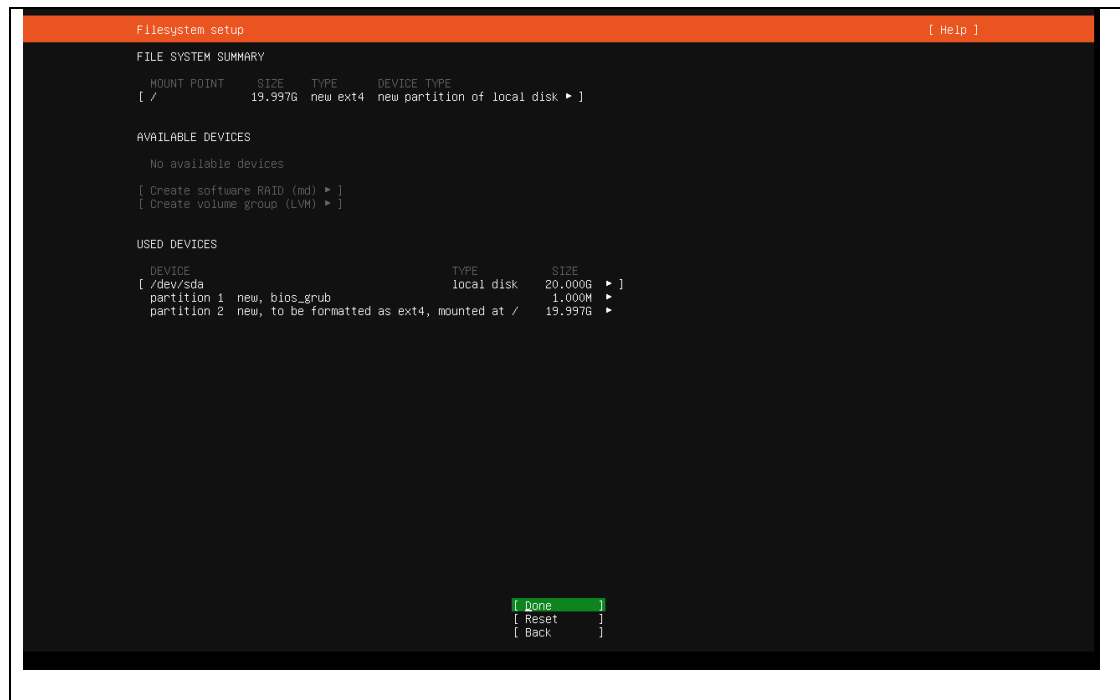 Filesystem setup [ Help ]
FILE SYSTEM SUMMARY
MOUNT POINT SIZE TYPE DEVICE TYPE
[ / 19.997G new ext4 new partition of local disk ▸ ]
AVAILABLE DEVICES
No available devices
[ Create software RAID (md) ▸ ]
[ Create volume group (LVM) ▸ ]
USED DEVICES
DEVICE TYPE SIZE
[ /dev/sda local disk 20.000G ▸ ]
partition 1 new, bios_grub 1.000M ▸
partition 2 new, to be formatted as ext4, mounted at / 19.997G ▸
[ Done ]
[ Reset ]
[ Back ]